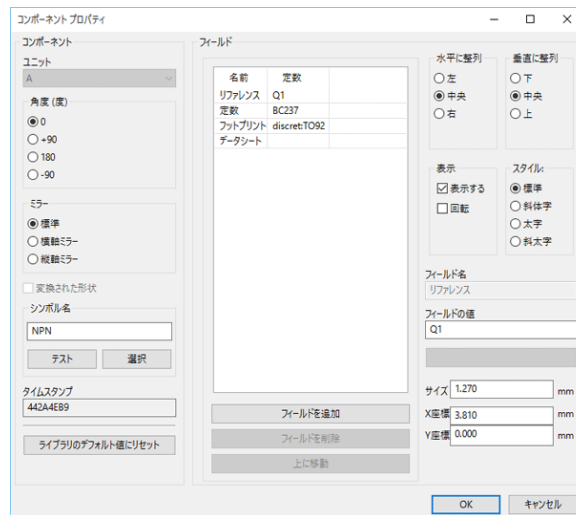 コンポーネント プロパティ
コンポーネント
ユニット
A
角度 (度)
0
+90
180
-90
ミラー
標準
横軸ミラー
縦軸ミラー
変換された形状
シンボル名
NPN
テスト 選択
タイムスタンプ
442A4EB9
ライブラリのデフォルト値にリセット
フィールド
名前 定数
リファレンス Q1
定数 BC237
フットプリント discret:TO92
データシート
フィールドを追加
フィールドを削除
上に移動
水平に整列
左
中央
右
垂直に整列
下
中央
上
表示
表示する
回転
スタイル:
標準
斜体字
太字
斜太字
フィールド名
リファレンス
フィールドの値
Q1
サイズ 1.270 mm
X座標 3.810 mm
Y座標 0.000 mm
OK キャンセル